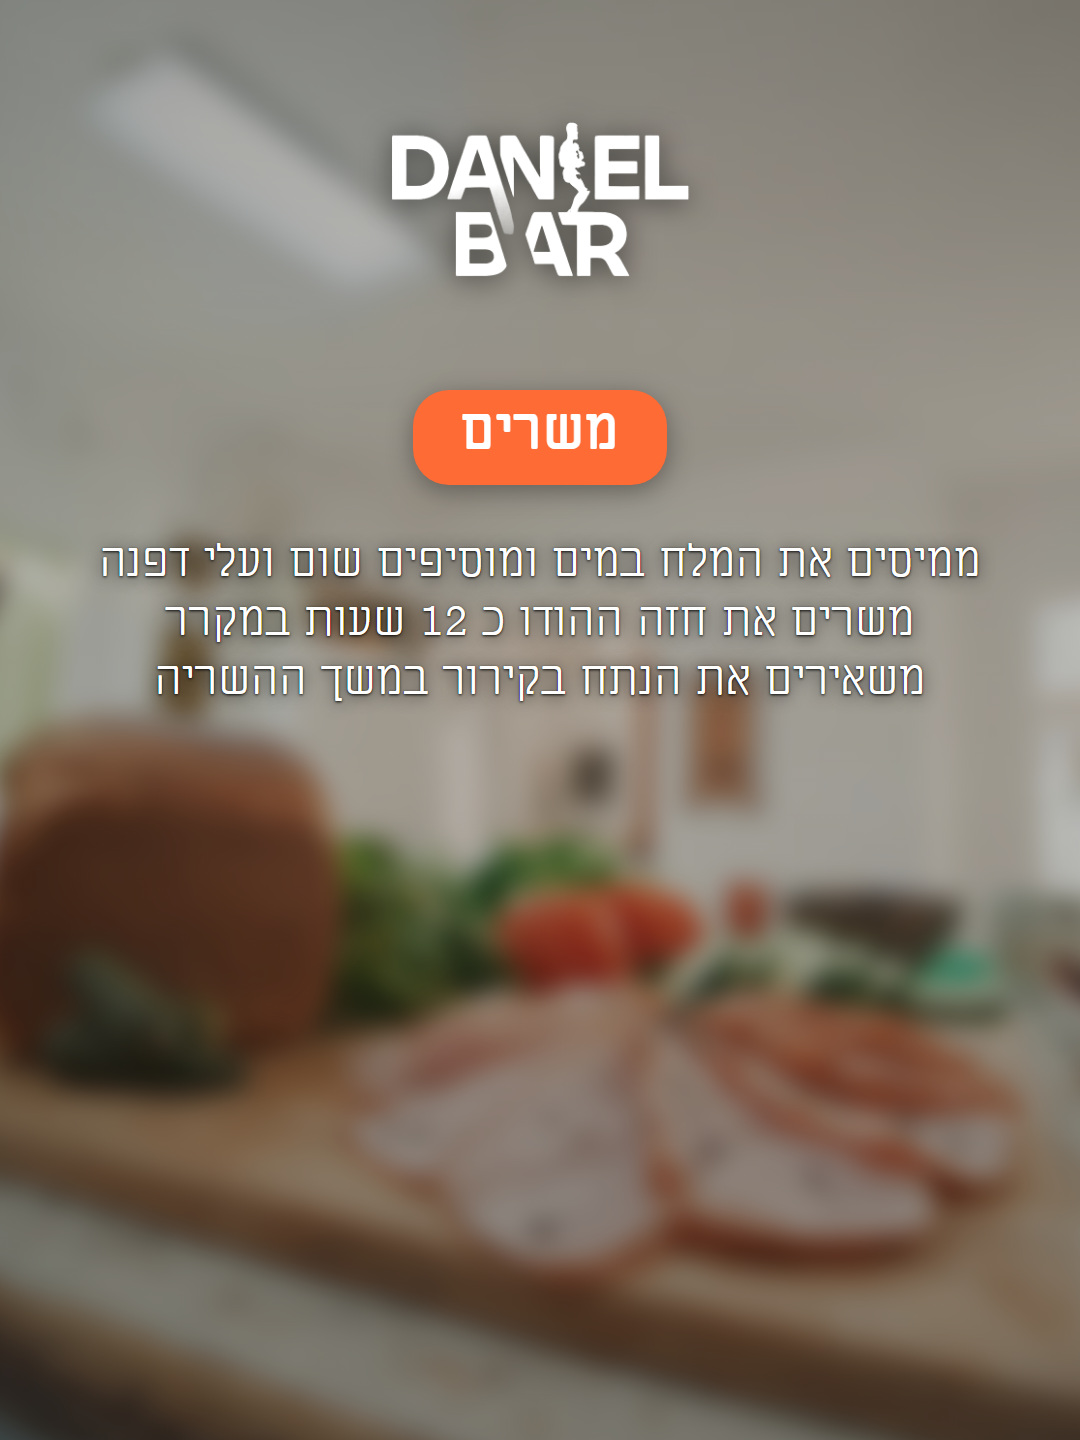 DANIEL
BAR
משרים
ממיסים את המלח במים ומוסיפים שום ועלי דפנה
משרים את חזה ההודו כ 12 שעות במקרר
משאירים את הנתח בקירור במשך ההשריה